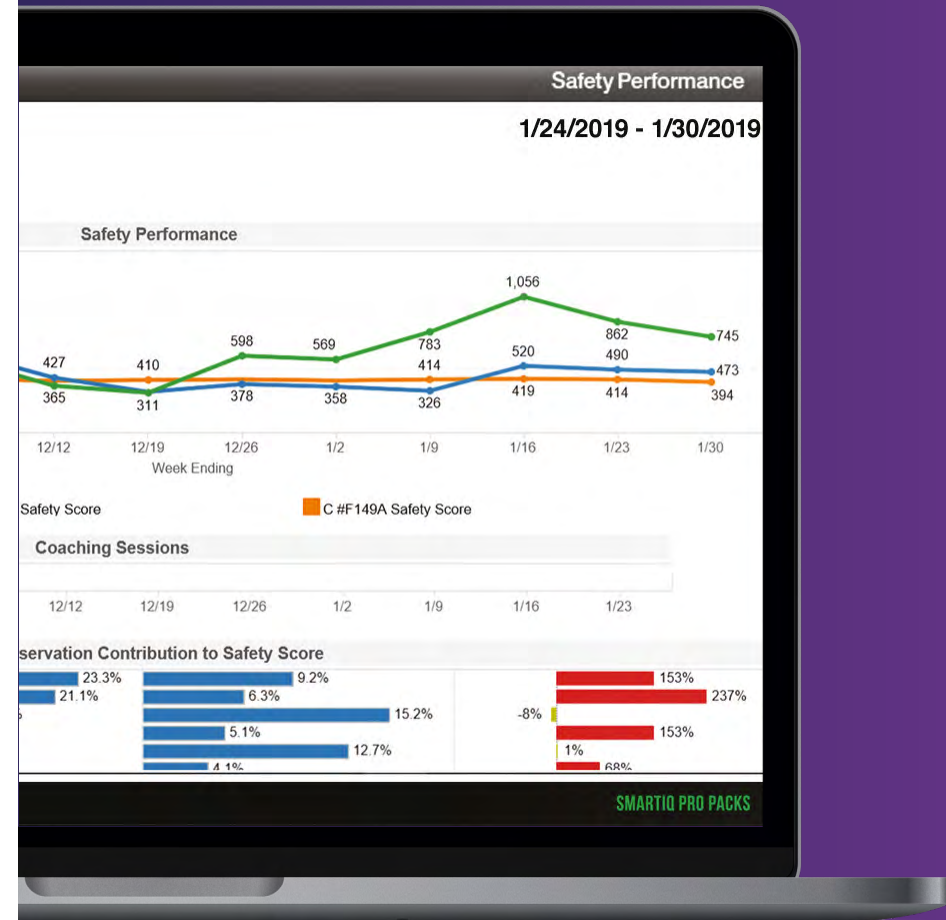 Safety Performance
1/24/2019 - 1/30/2019
Safety Performance
1,056
598
569
783
862
745
427
410
414
520
490
473
365
311
378
358
326
419
414
394
12/12 12/19 12/26 1/2 1/9 1/16 1/23 1/30
Week Ending
Safety Score C #F149A Safety Score
Coaching Sessions
12/12 12/19 12/26 1/2 1/9 1/16 1/23
servation Contribution to Safety Score
23.3% 9.2% 153%
21.1% 6.3% 237%
15.2% -8%
5.1% 153%
12.7% 1%
4.1% 68%
SMARTIQ PRO PACKS